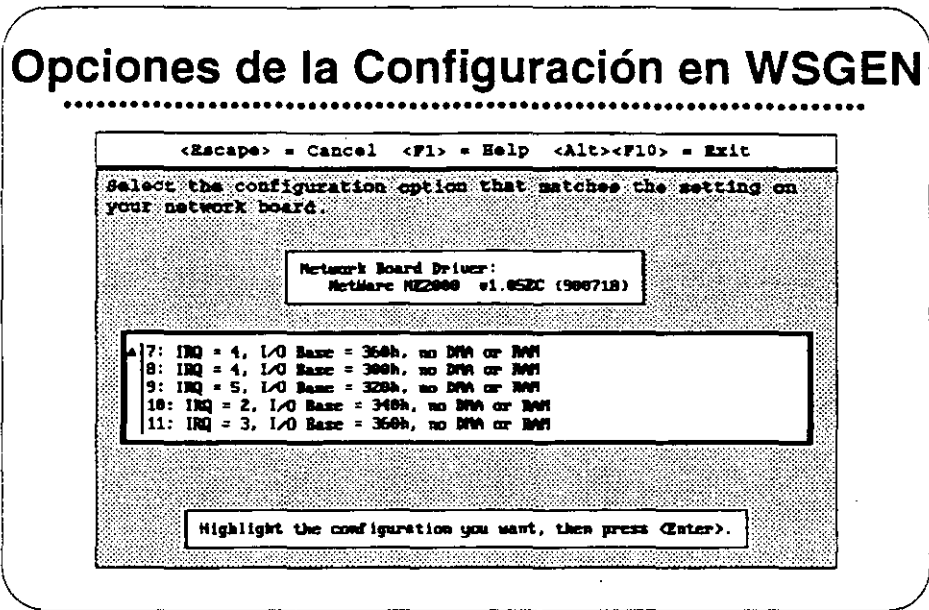 Opciones de la Configuración en WSGEN
<Escape> = Cancel <F1> = Help <Alt><F10> = Exit
Select the configuration option that matches the setting on
your network board.
Network Board Driver:
NetWare NE2000 v1.05EC (900718)
7: IRQ = 4, I/O Base = 360h, no DMA or RAM
8: IRQ = 4, I/O Base = 300h, no DMA or RAM
9: IRQ = 5, I/O Base = 320h, no DMA or RAM
10: IRQ = 2, I/O Base = 340h, no DMA or RAM
11: IRQ = 3, I/O Base = 360h, no DMA or RAM
Highlight the configuration you want, then press <Enter>.